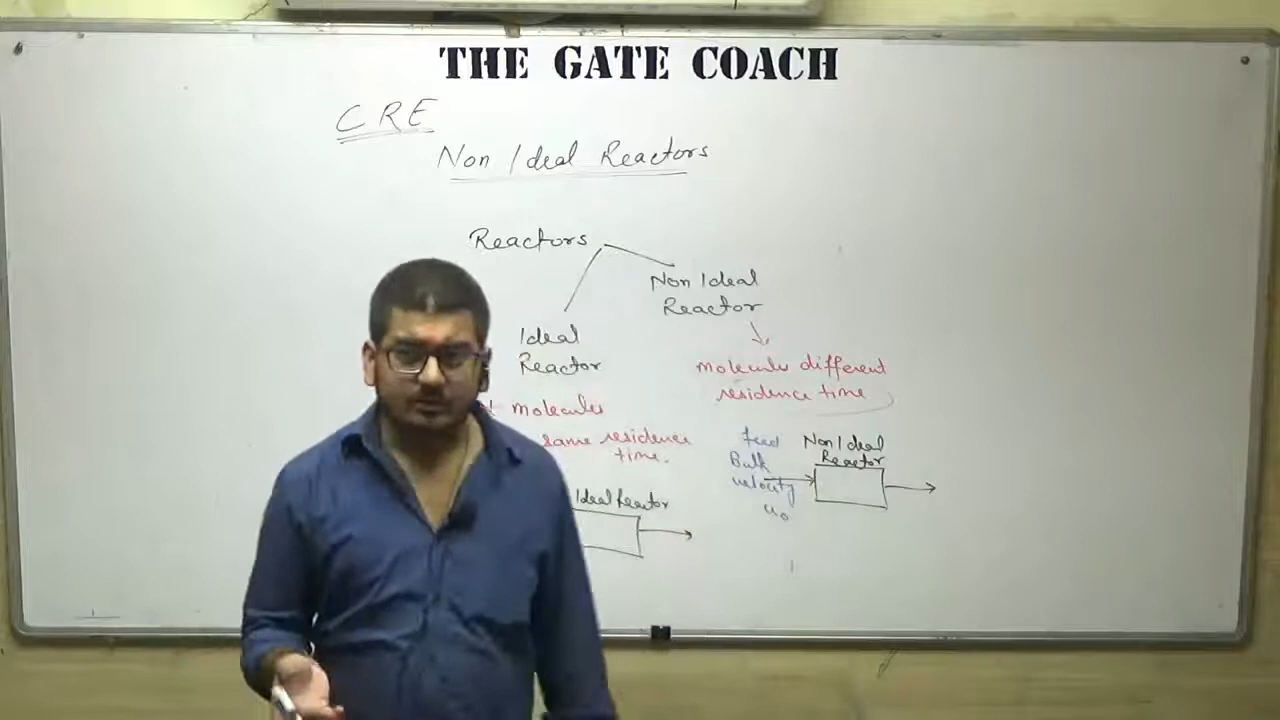 THE GATE COACH
CRE
Non Ideal Reactors
Reactors
Non Ideal
Reactor
Ideal
Reactor
molecules different
residence time
molecules
same residence
time.
feed
Bulk
velocity
u₀
Non Ideal
Reactor
Ideal Reactor